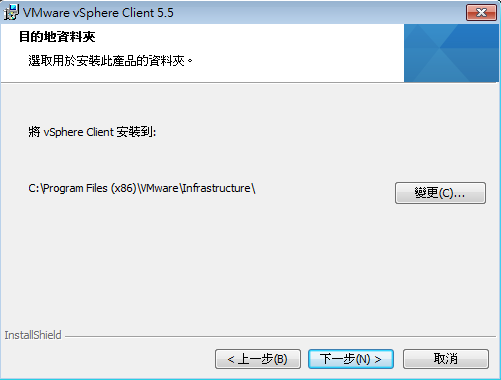 VMware vSphere Client 5.5
目的地資料夾
選取用於安裝此產品的資料夾。
將 vSphere Client 安裝到:
C:\Program Files (x86)\VMware\Infrastructure\
變更(C)...
InstallShield
< 上一步(B)
下一步(N) >
取消